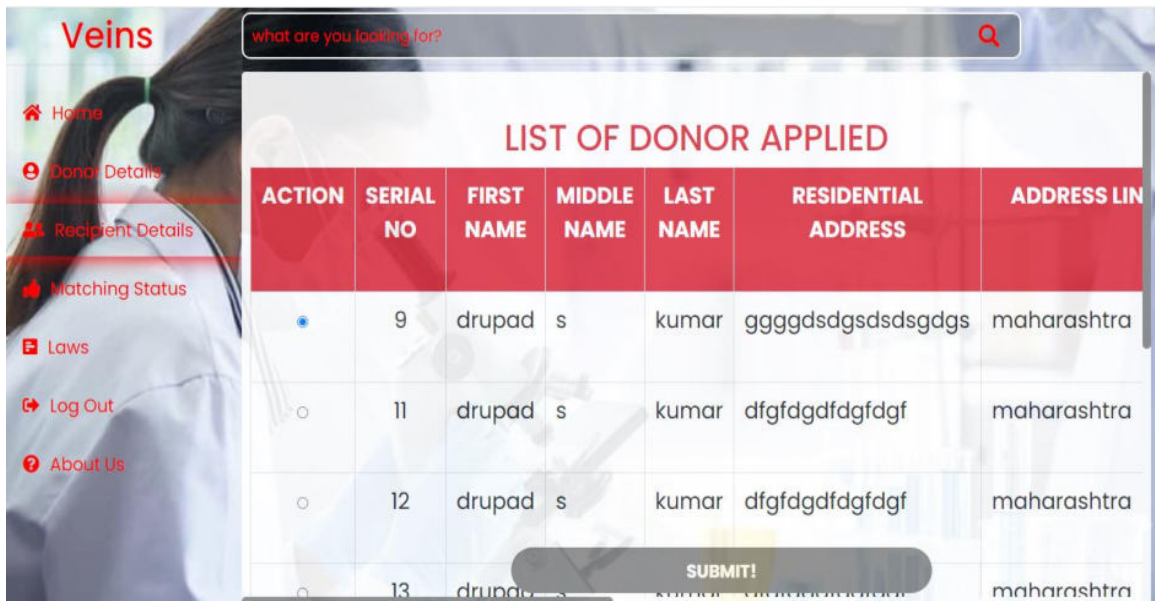 Veins
what are you looking for?
Home
Donor Details
Recipient Details
Matching Status
Laws
Log Out
About Us
LIST OF DONOR APPLIED
ACTION SERIAL NO FIRST NAME MIDDLE NAME LAST NAME RESIDENTIAL ADDRESS ADDRESS LIN
9 drupad s kumar ggggdsdgsdsdsgdgs maharashtra
11 drupad s kumar dfgfdgdfdgfdgf maharashtra
12 drupad s kumar dfgfdgdfdgfdgf maharashtra
13 drupad s kumar maharashtra
SUBMIT!